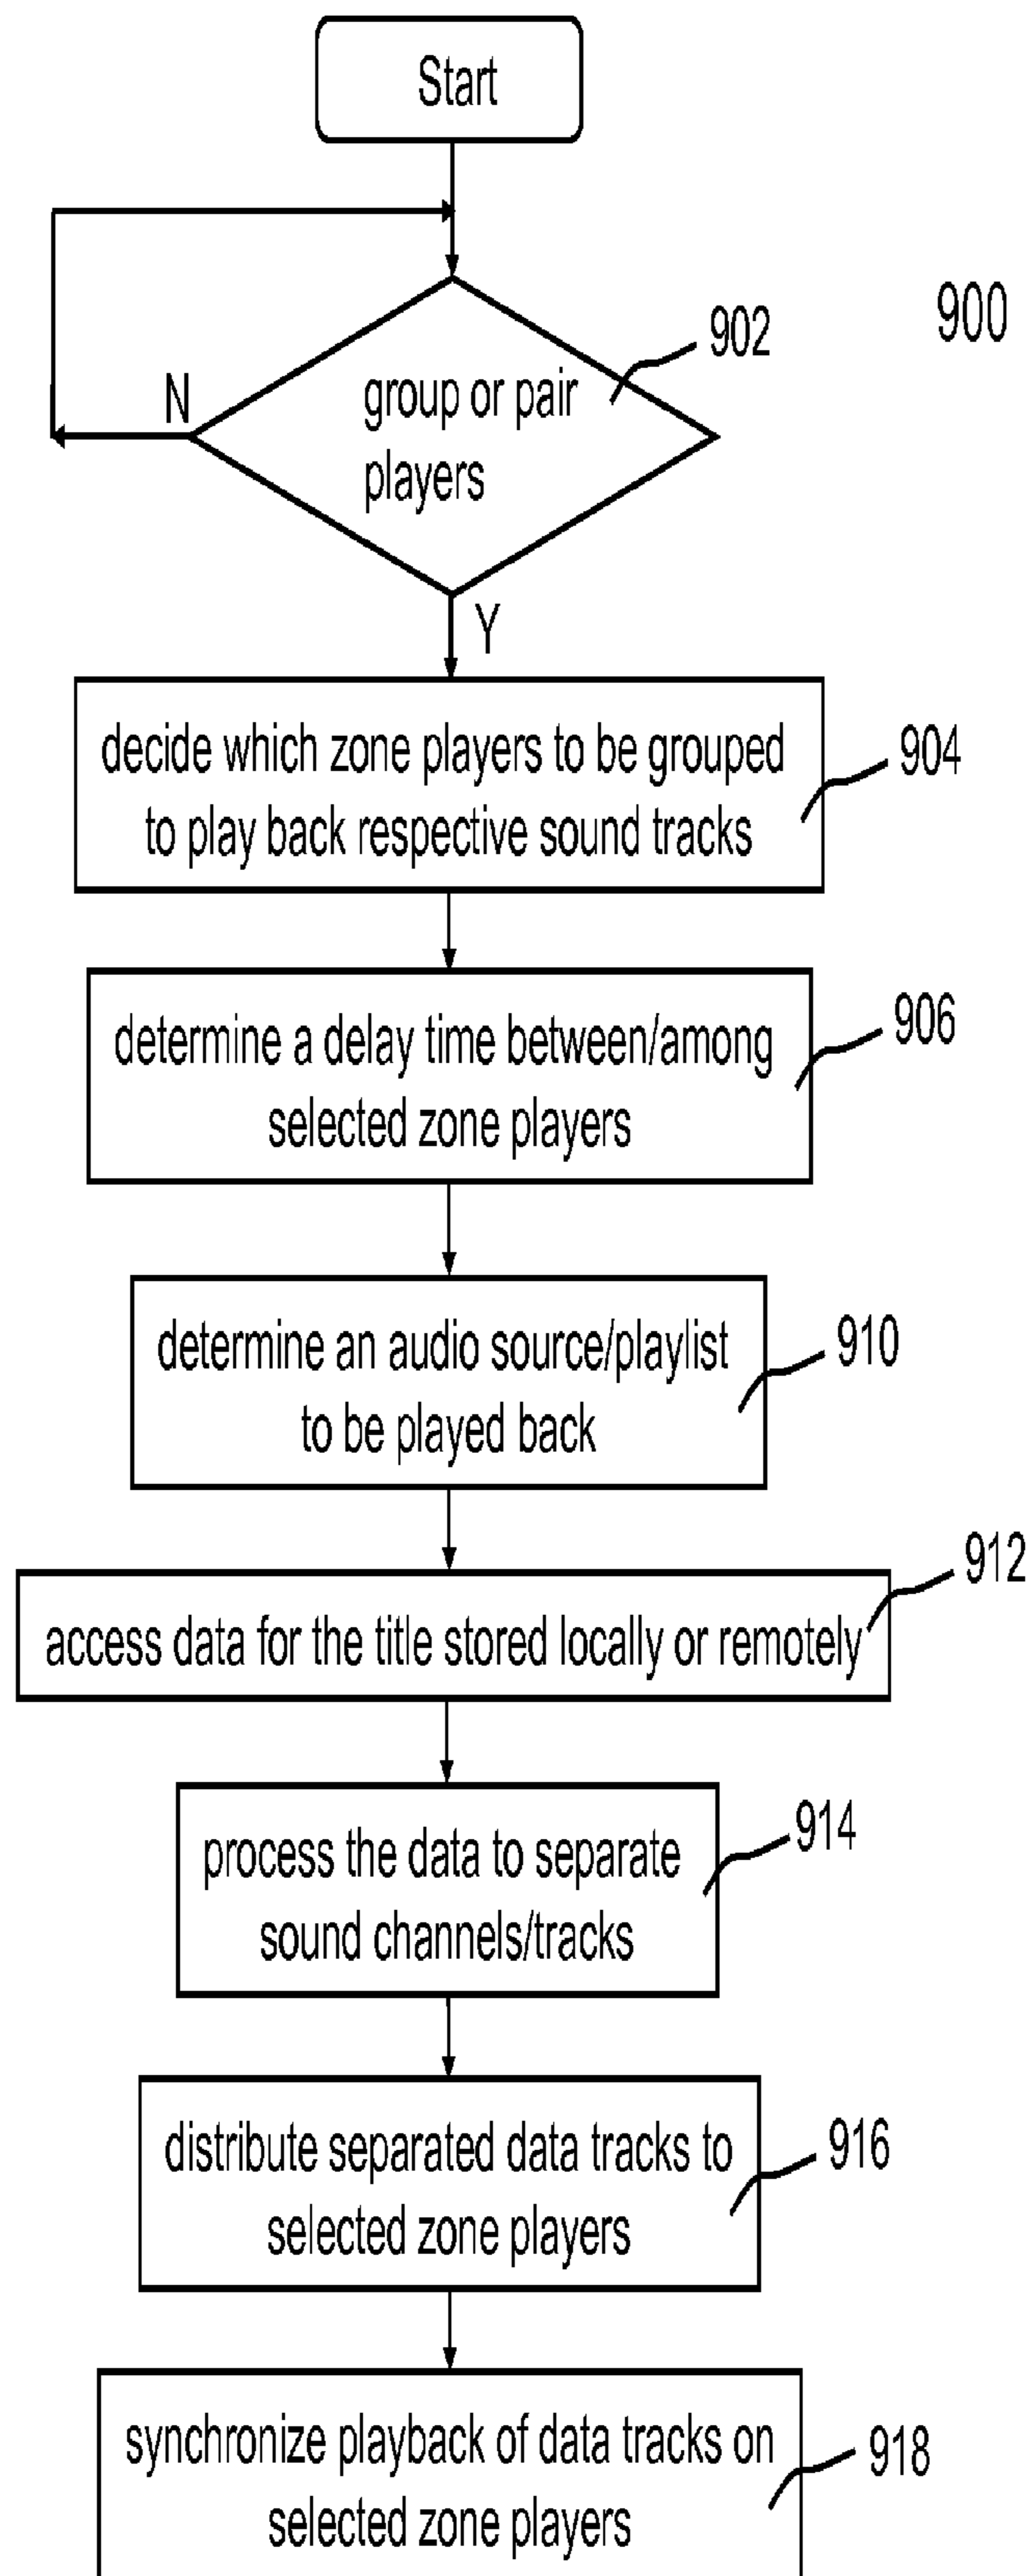 Start
900
902
group or pair
players
N
Y
decide which zone players to be grouped
to play back respective sound tracks
904
determine a delay time between/among
selected zone players
906
determine an audio source/playlist
to be played back
910
access data for the title stored locally or remotely
912
process the data to separate
sound channels/tracks
914
distribute separated data tracks to
selected zone players
916
synchronize playback of data tracks on
selected zone players
918